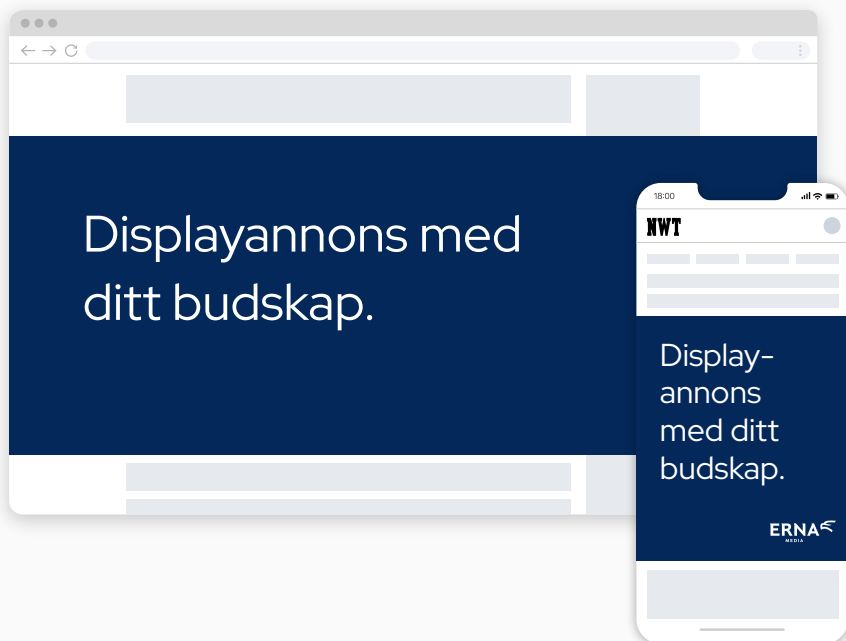 Displayannons med
ditt budskap.
18:00
NWT
Display-
annons
med ditt
budskap.
ERNA
MEDIA